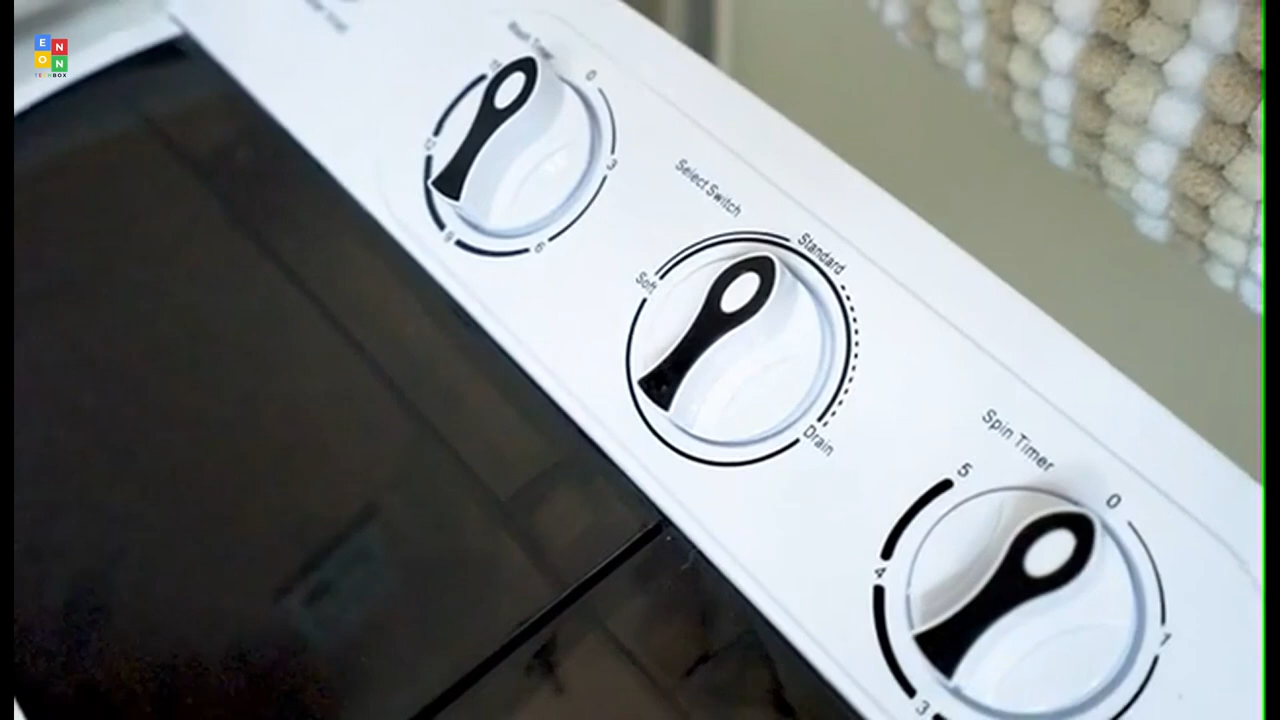 E N
O N
TECHBOX
Wash Timer
15
0
12
3
9
6
Select Switch
Soft
Standard
Drain
Spin Timer
5
0
4
1
3